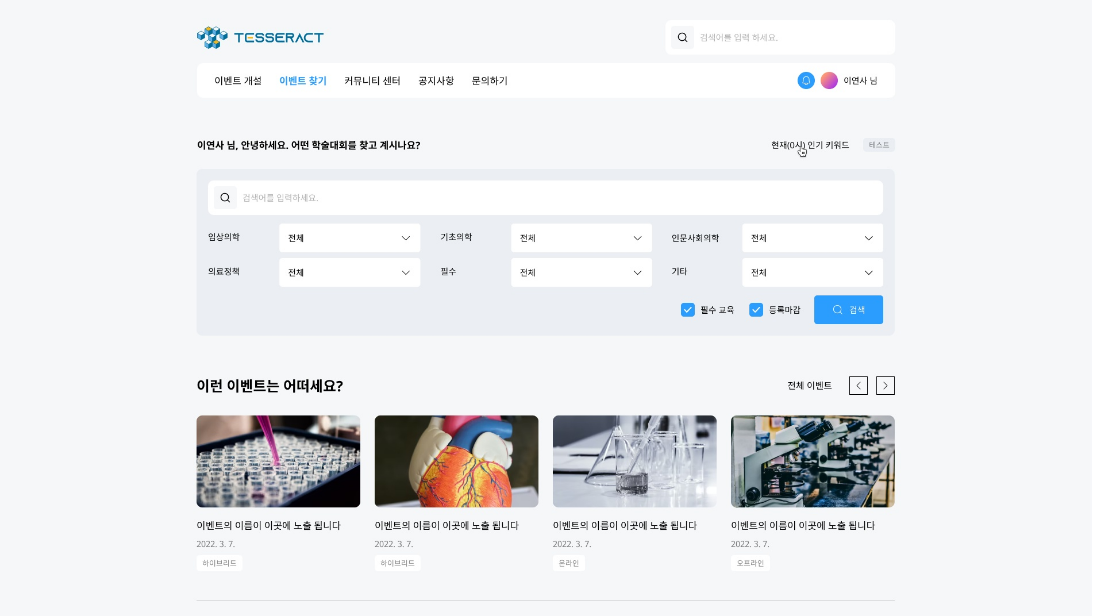 TESSERACT
검색어를 입력 하세요.
이벤트 개설 이벤트 찾기 커뮤니티 센터 공지사항 문의하기 이연사 님
이연사 님, 안녕하세요. 어떤 학술대회를 찾고 계시나요? 현재(0시) 인기 키워드 테스트
검색어를 입력하세요.
임상의학 전체 기초의학 전체 인문사회의학 전체
의료정책 전체 필수 전체 기타 전체
필수 교육 등록마감 검색
이런 이벤트는 어떠세요? 전체 이벤트
이벤트의 이름이 이곳에 노출 됩니다 이벤트의 이름이 이곳에 노출 됩니다 이벤트의 이름이 이곳에 노출 됩니다 이벤트의 이름이 이곳에 노출 됩니다
2022. 3. 7. 2022. 3. 7. 2022. 3. 7. 2022. 3. 7.
하이브리드 하이브리드 온라인 오프라인